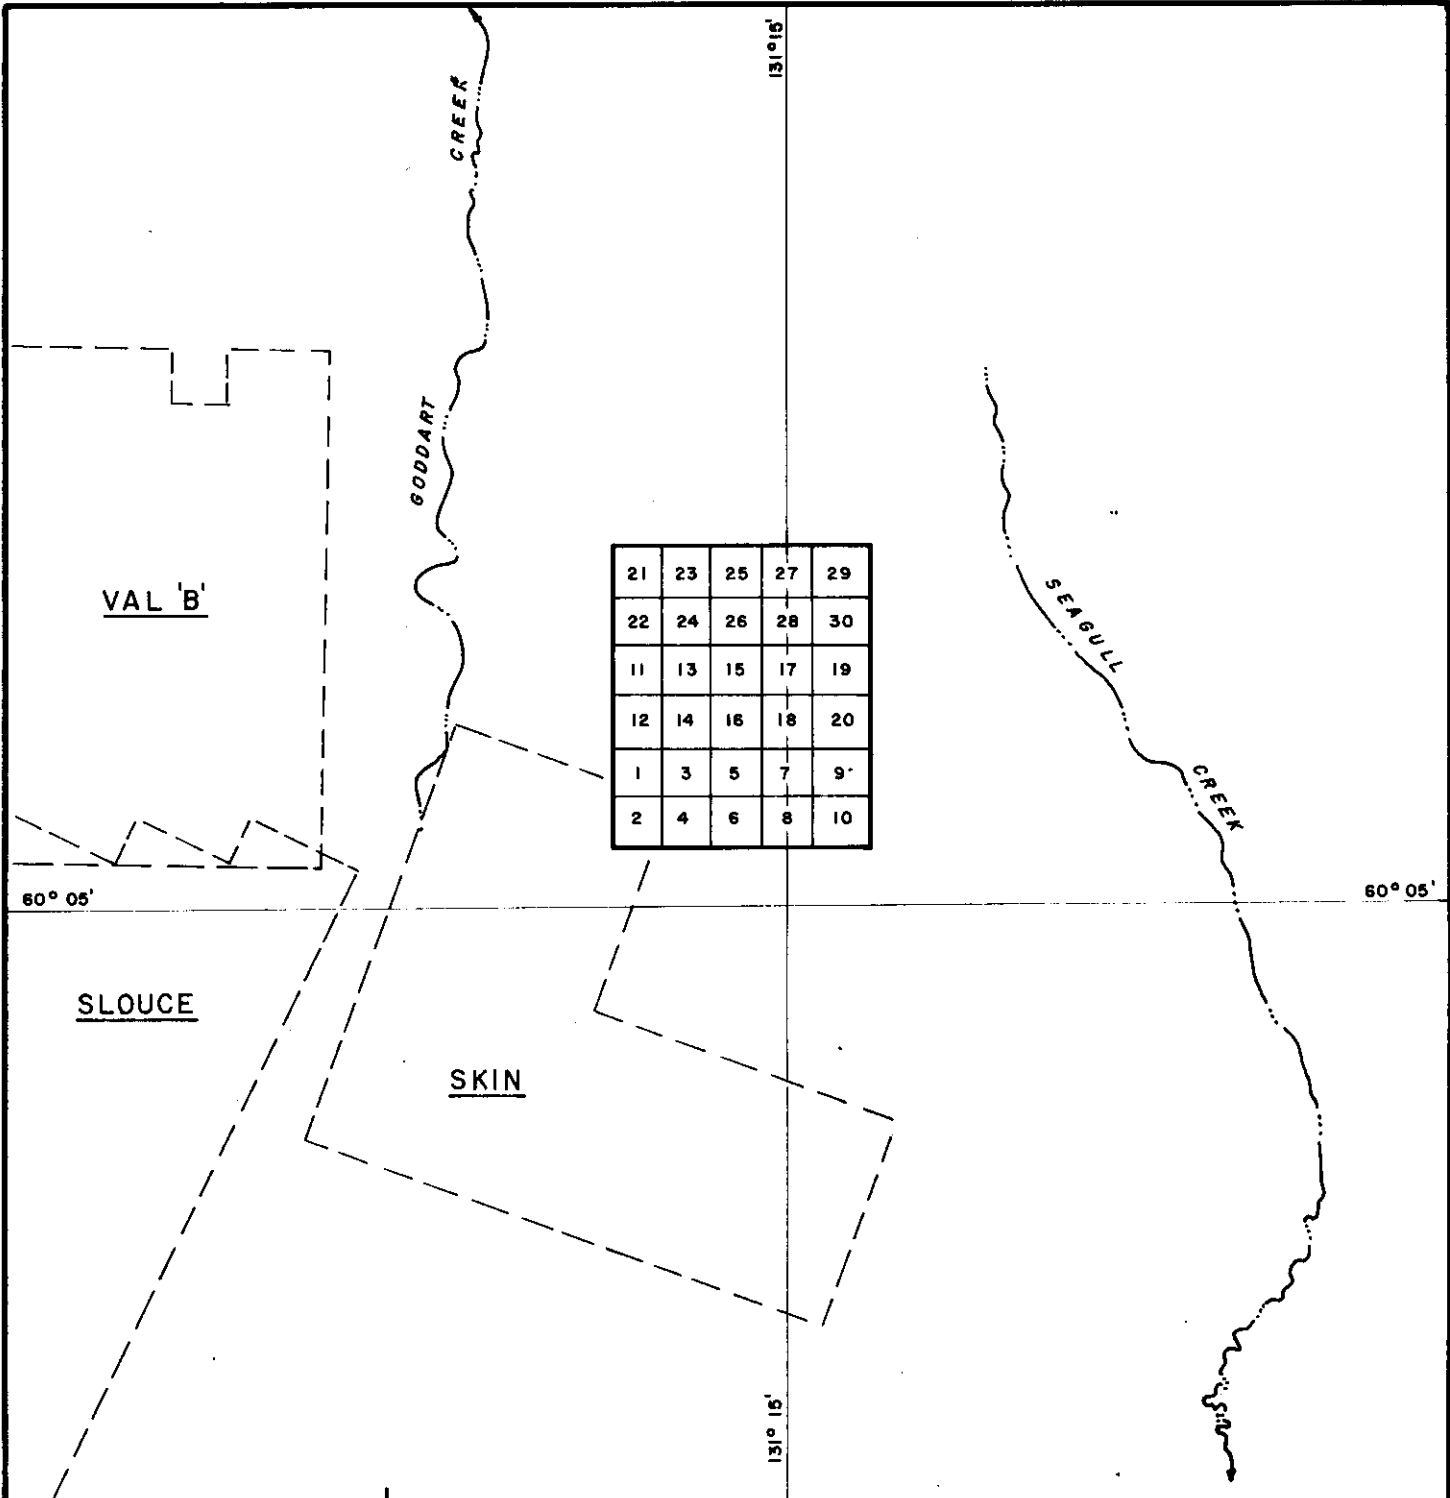 131° 15'
CREEK
GODDART
21 23 25 27 29
22 24 26 28 30
11 13 15 17 19
12 14 16 18 20
1 3 5 7 9
2 4 6 8 10
VAL 'B'
SEAGULL
CREEK
60° 05'
60° 05'
SLOUCE
SKIN
131° 15'